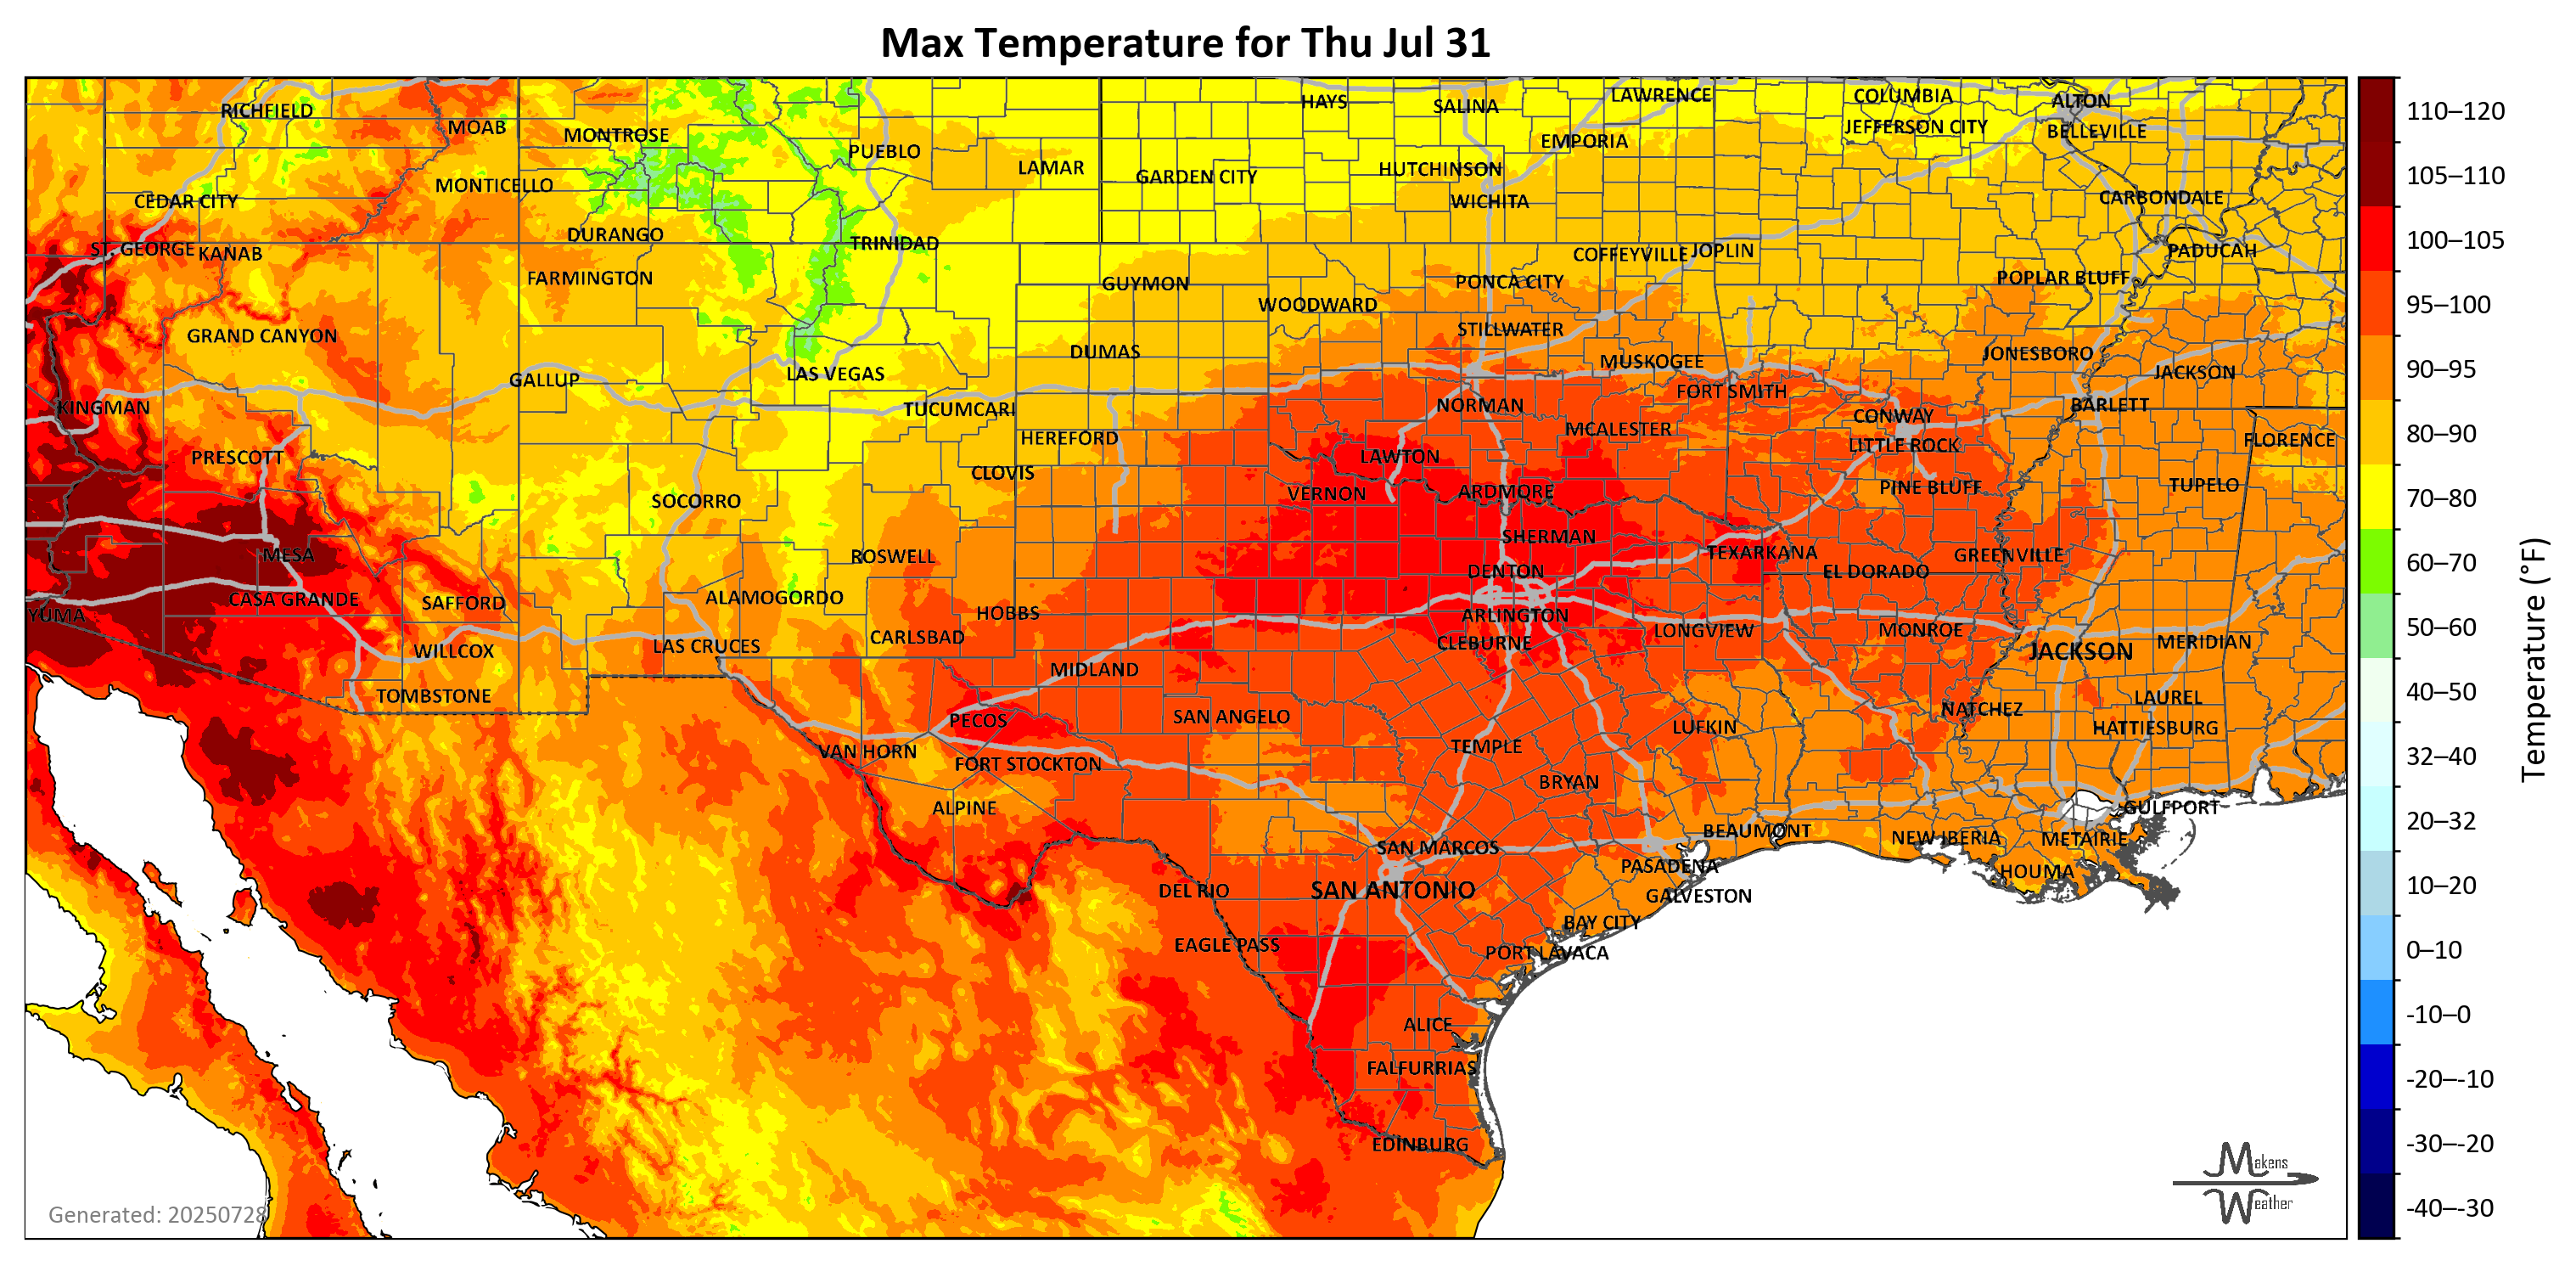 Max Temperature for Thu Jul 31
RICHFIELD
MOAB
MONTROSE
PUEBLO
LAMAR
HAYS
SALINA
LAWRENCE
COLUMBIA
ALTON
JEFFERSON CITY
BELLEVILLE
EMPORIA
HUTCHINSON
GARDEN CITY
MONTICELLO
CEDAR CITY
WICHITA
CARBONDALE
DURANGO
TRINIDAD
ST. GEORGE
KANAB
COFFEYVILLE
JOPLIN
PADUCAH
FARMINGTON
GUYMON
PONCA CITY
POPLAR BLUFF
WOODWARD
GRAND CANYON
STILLWATER
DUMAS
MUSKOGEE
JONESBORO
GALLUP
LAS VEGAS
FORT SMITH
JACKSON
KINGMAN
TUCUMCARI
NORMAN
CONWAY
BARLETT
HEREFORD
MCALESTER
LITTLE ROCK
FLORENCE
PRESCOTT
CLOVIS
LAWTON
SOCORRO
VERNON
ARDMORE
PINE BLUFF
TUPELO
SHERMAN
MESA
ROSWELL
TEXARKANA
GREENVILLE
DENTON
EL DORADO
CASA GRANDE
SAFFORD
ALAMOGORDO
YUMA
HOBBS
ARLINGTON
CARLSBAD
CLEBURNE
LONGVIEW
MONROE
WILLCOX
LAS CRUCES
JACKSON
MERIDIAN
MIDLAND
TOMBSTONE
LAUREL
PECOS
SAN ANGELO
NATCHEZ
LUFKIN
HATTIESBURG
VAN HORN
TEMPLE
FORT STOCKTON
BRYAN
ALPINE
GULFPORT
BEAUMONT
NEW IBERIA
METAIRIE
SAN MARCOS
PASADENA
HOUMA
DEL RIO
SAN ANTONIO
GALVESTON
BAY CITY
EAGLE PASS
PORT LAVACA
ALICE
FALFURRIAS
EDINBURG
Generated: 20250728
Makens
Weather
110–120
105–110
100–105
95–100
90–95
80–90
70–80
60–70
50–60
40–50
32–40
20–32
10–20
0–10
-10–0
-20–-10
-30–-20
-40–-30
Temperature (°F)